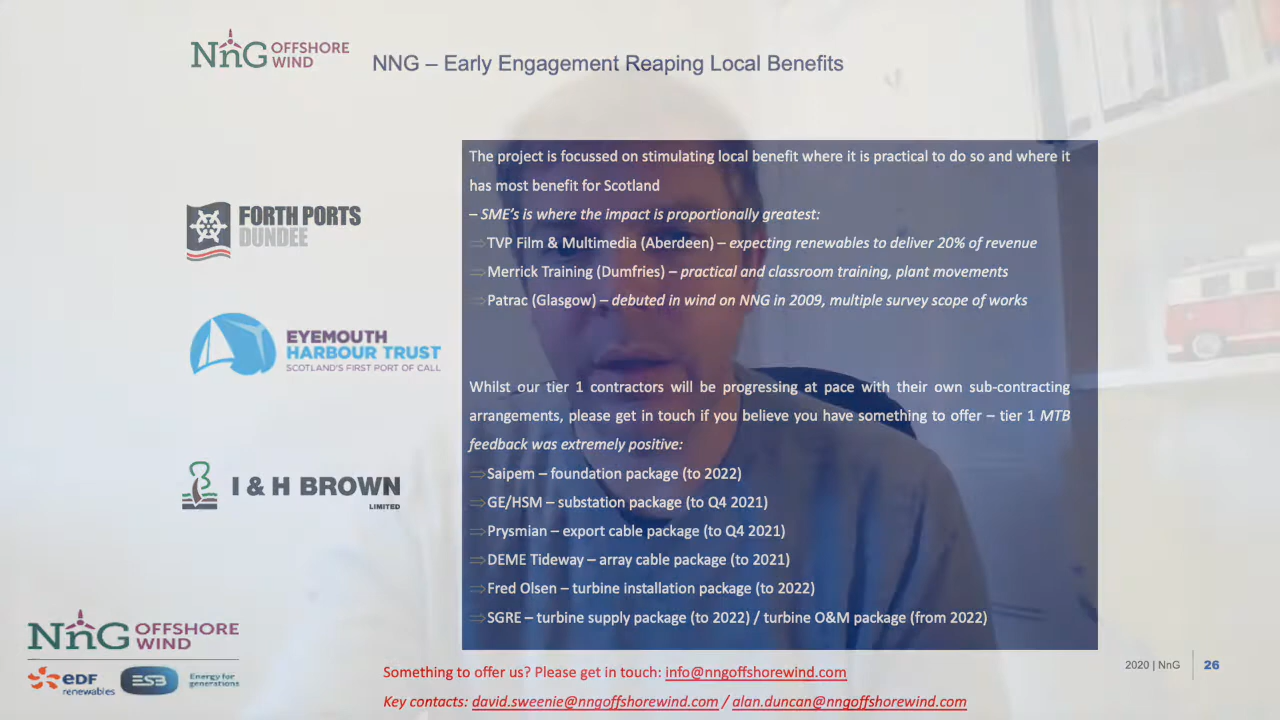 NnG OFFSHORE
WIND
NNG – Early Engagement Reaping Local Benefits
The project is focussed on stimulating local benefit where it is practical to do so and where it
has most benefit for Scotland
– SME's is where the impact is proportionally greatest:
⇒TVP Film & Multimedia (Aberdeen) – expecting renewables to deliver 20% of revenue
⇒Merrick Training (Dumfries) – practical and classroom training, plant movements
⇒Patrac (Glasgow) – debuted in wind on NNG in 2009, multiple survey scope of works
FORTH PORTS
DUNDEE
EYEMOUTH
HARBOUR TRUST
SCOTLAND'S FIRST PORT OF CALL
Whilst our tier 1 contractors will be progressing at pace with their own sub-contracting
arrangements, please get in touch if you believe you have something to offer – tier 1 MTB
feedback was extremely positive:
⇒Saipem – foundation package (to 2022)
⇒GE/HSM – substation package (to Q4 2021)
⇒Prysmian – export cable package (to Q4 2021)
⇒DEME Tideway – array cable package (to 2021)
⇒Fred Olsen – turbine installation package (to 2022)
⇒SGRE – turbine supply package (to 2022) / turbine O&M package (from 2022)
I & H BROWN
LIMITED
NnG OFFSHORE
WIND
eDF
renewables
ESB
Energy for
generations
Something to offer us? Please get in touch: info@nngoffshorewind.com
Key contacts: david.sweenie@nngoffshorewind.com / alan.duncan@nngoffshorewind.com
2020 | NnG
26